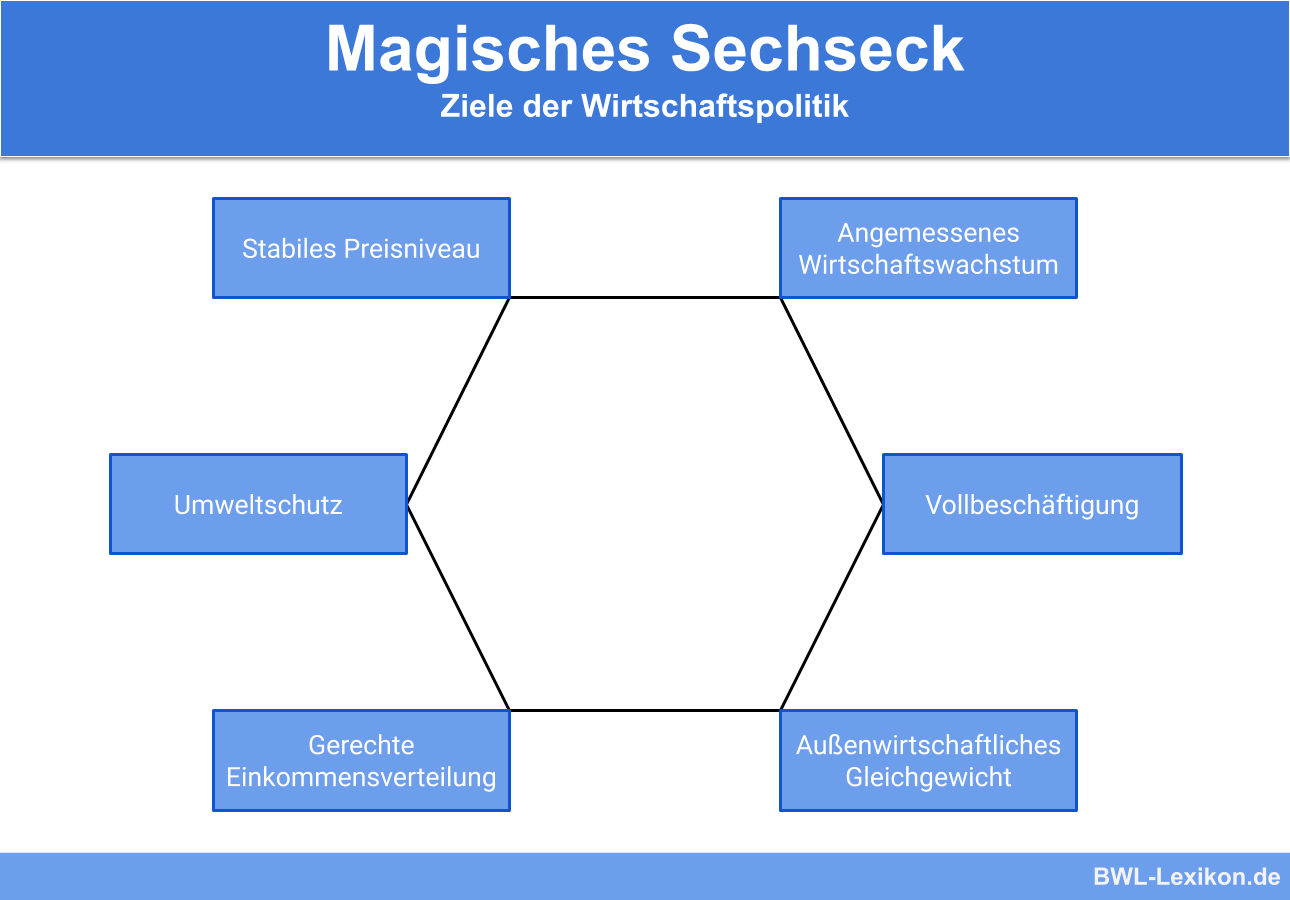 Magisches Sechseck
Ziele der Wirtschaftspolitik
Stabiles Preisniveau
Angemessenes
Wirtschaftswachstum
Umweltschutz
Vollbeschäftigung
Gerechte
Einkommensverteilung
Außenwirtschaftliches
Gleichgewicht
BWL-Lexikon.de